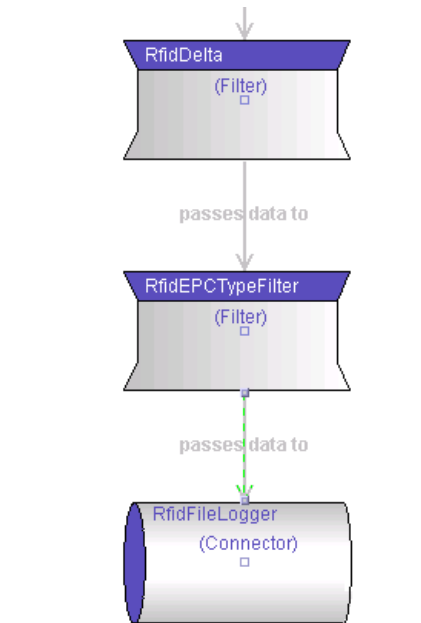 RfidDelta
(Filter)
passes data to
RfidEPCTypeFilter
(Filter)
passes data to
RfidFileLogger
(Connector)